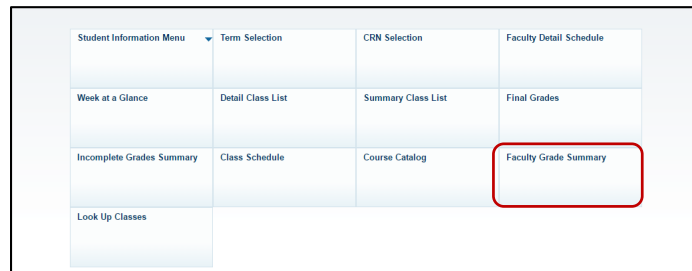 Student Information Menu
Term Selection
CRN Selection
Faculty Detail Schedule
Week at a Glance
Detail Class List
Summary Class List
Final Grades
Incomplete Grades Summary
Class Schedule
Course Catalog
Faculty Grade Summary
Look Up Classes